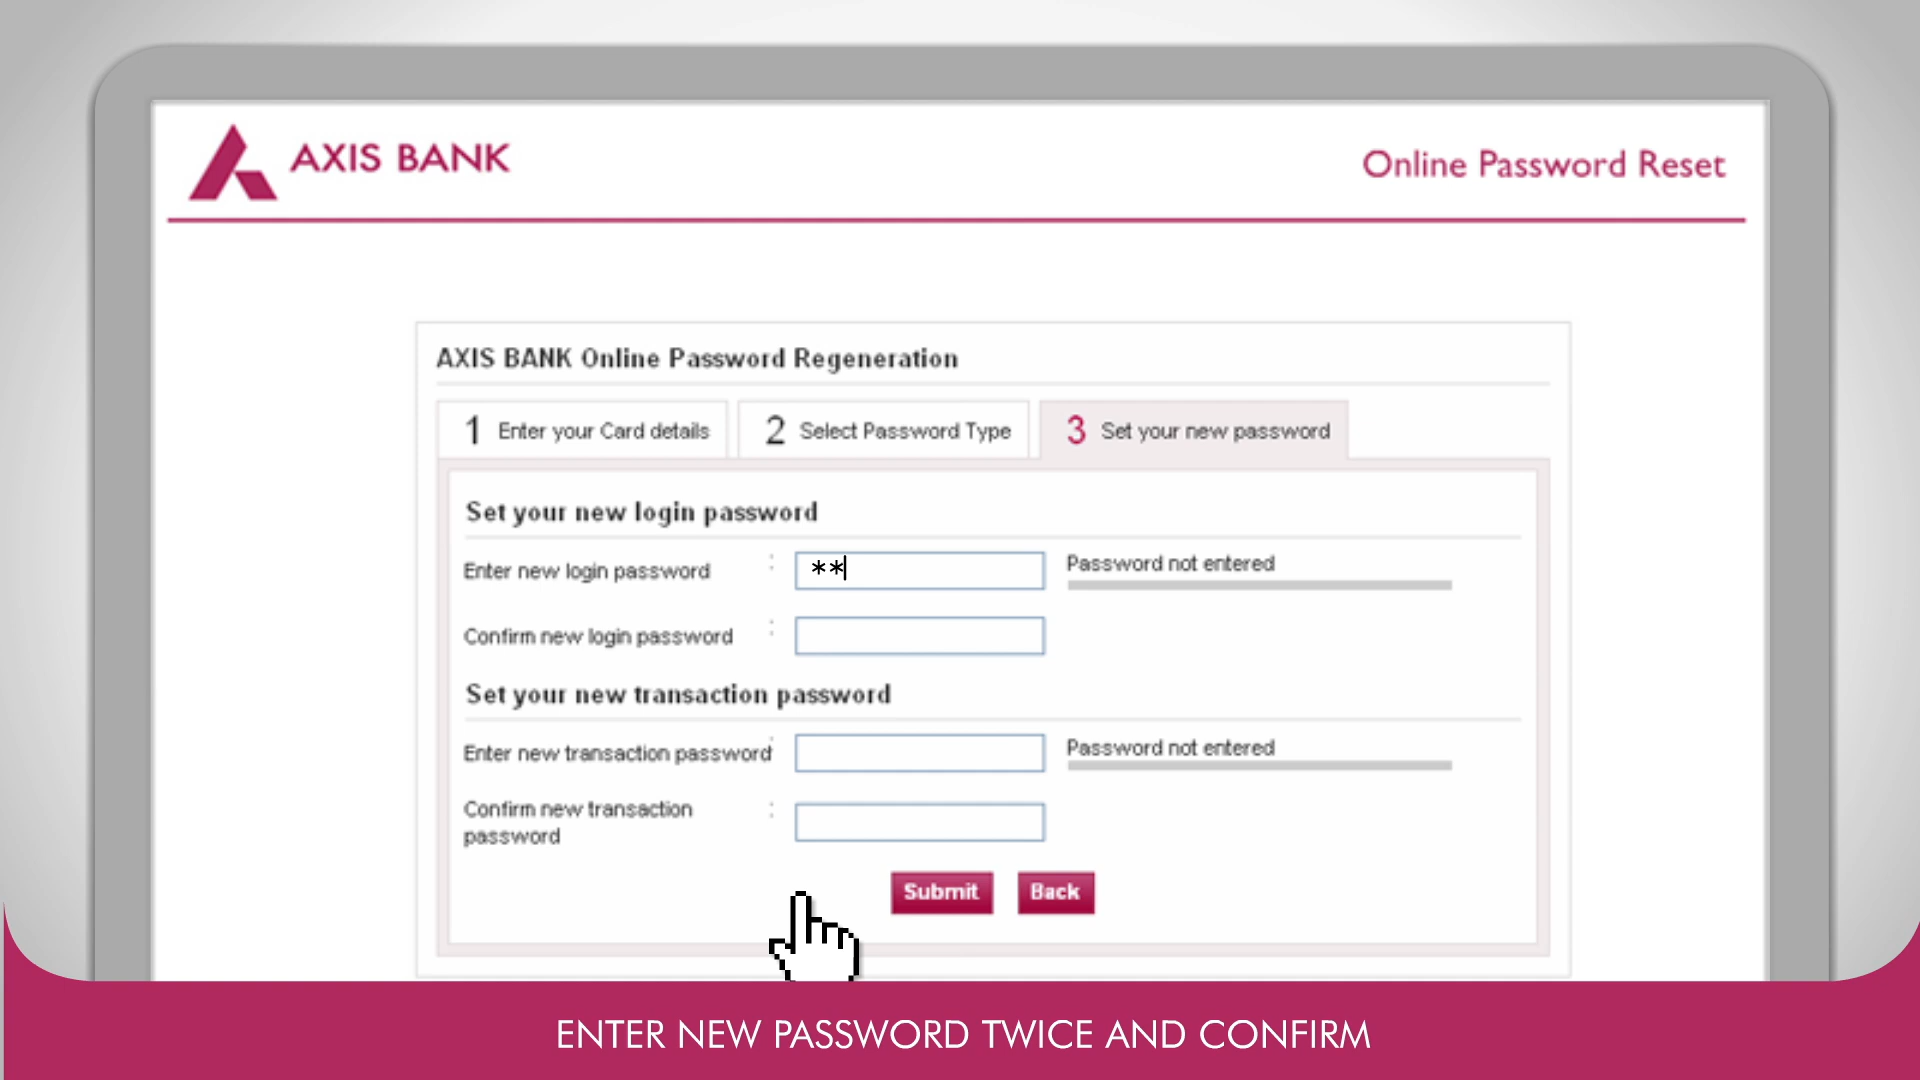 AXIS BANK
Online Password Reset
AXIS BANK Online Password Regeneration
1 Enter your Card details
2 Select Password Type
3 Set your new password
Set your new login password
Enter new login password : ** Password not entered
Confirm new login password :
Set your new transaction password
Enter new transaction password : Password not entered
Confirm new transaction :
password
Submit Back
ENTER NEW PASSWORD TWICE AND CONFIRM